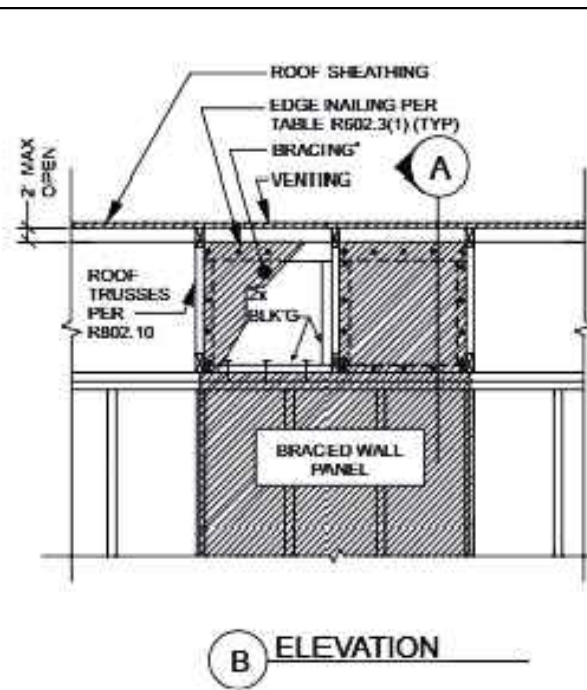 ROOF SHEATHING
EDGE NAILING PER
TABLE R602.3(1) (TYP)
BRACING*
VENTING
A
2" MAX
OPEN
ROOF
TRUSSES
PER
R802.10
2x
BLK'G
BRACED WALL
PANEL
B ELEVATION